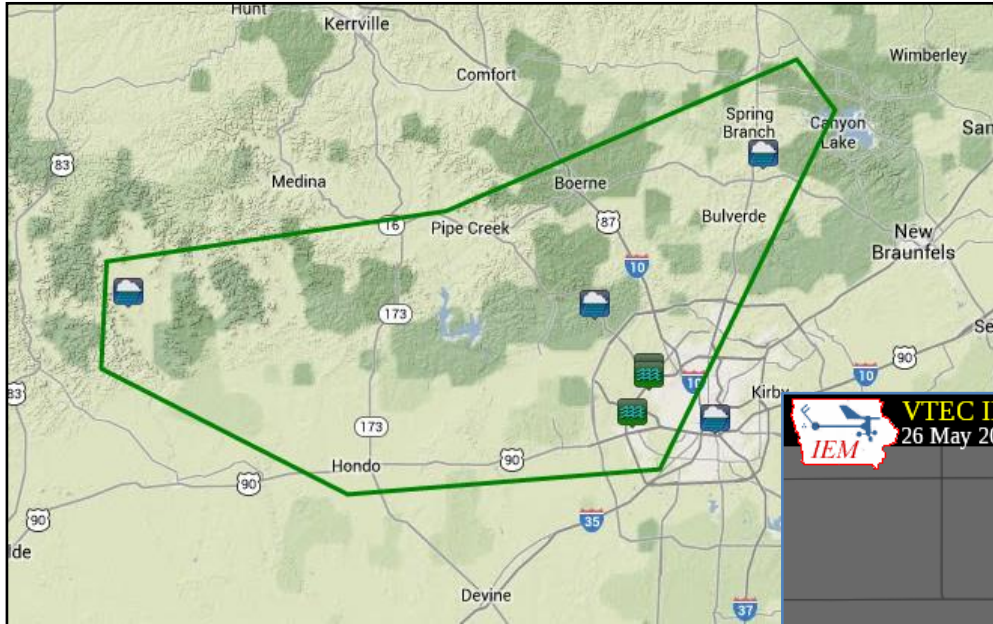 Hunt
Kerrville
Wimberley
Comfort
Spring
Branch
Canyon
Lake
San
83
Medina
Boerne
16
Pipe Creek
87
Bulverde
New
Braunfels
10
173
Se
90
10
10
Kirby
83
VTEC I
26 May 20
IEM
173
Hondo
90
90
90
35
lde
Devine
37